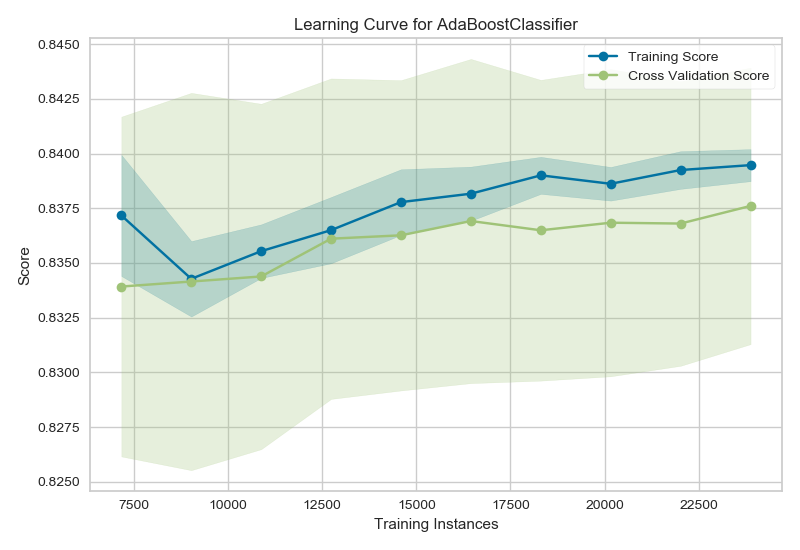 Learning Curve for AdaBoostClassifier
Training Score
Cross Validation Score
0.8450
0.8425
0.8400
0.8375
0.8350
0.8325
0.8300
0.8275
0.8250
Score
7500 10000 12500 15000 17500 20000 22500
Training Instances